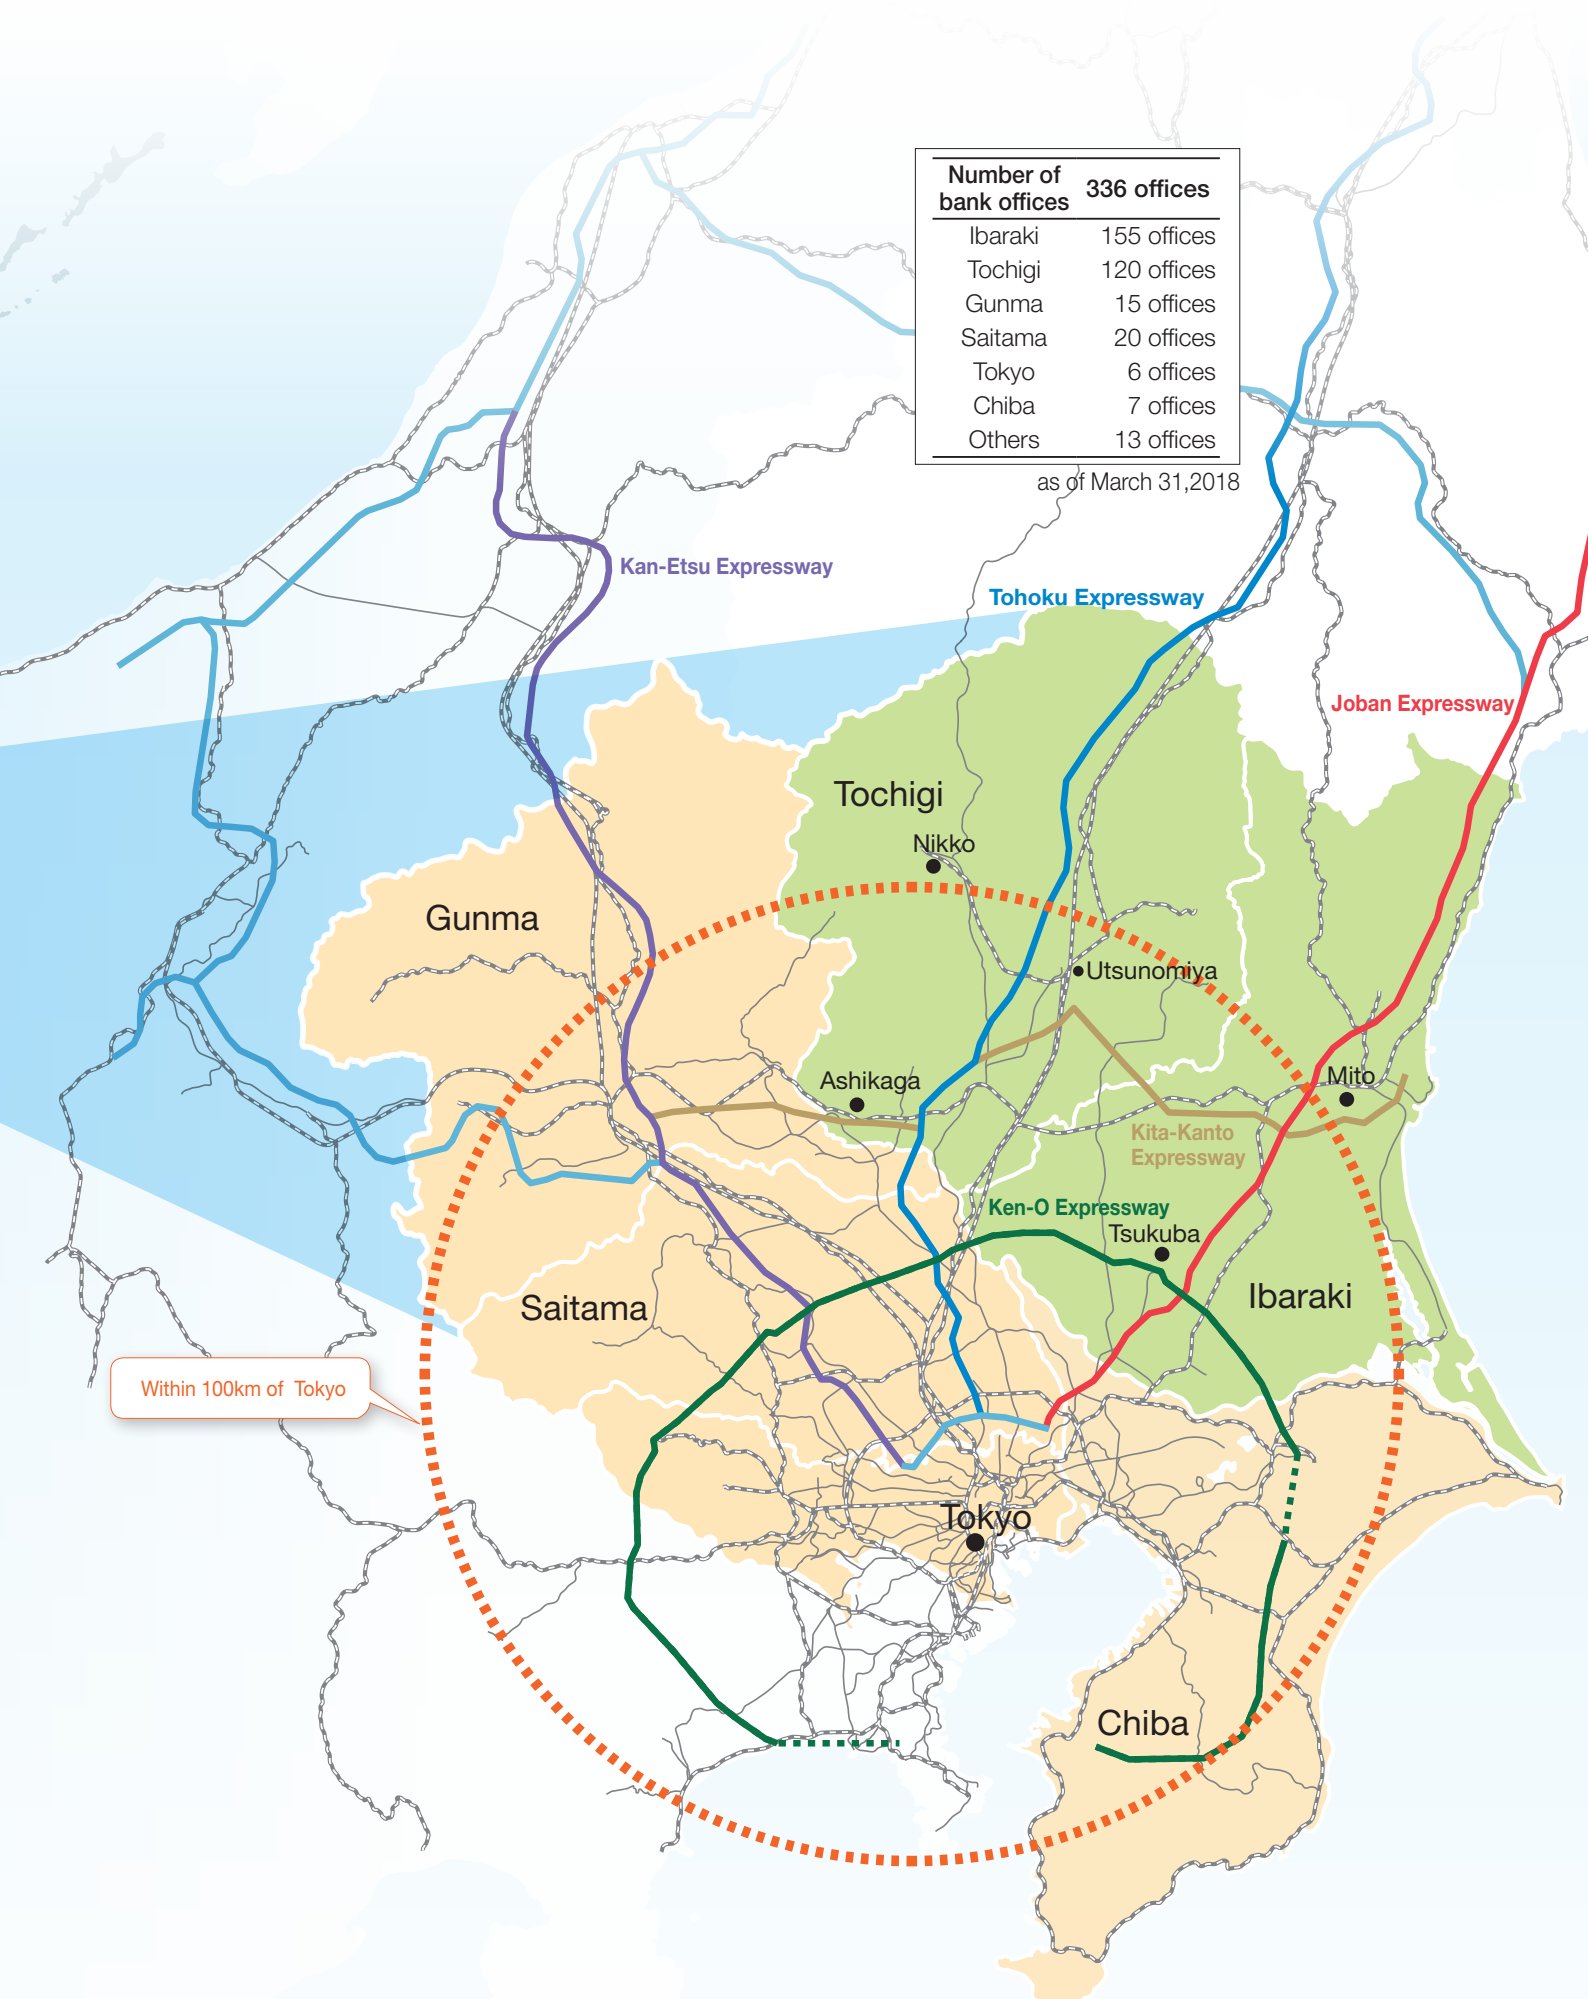 Number of
bank offices 336 offices
Ibaraki 155 offices
Tochigi 120 offices
Gunma 15 offices
Saitama 20 offices
Tokyo 6 offices
Chiba 7 offices
Others 13 offices
as of March 31,2018
Kan-Etsu Expressway
Tohoku Expressway
Joban Expressway
Tochigi
Nikko
Gunma
Utsunomiya
Ashikaga
Mito
Kita-Kanto
Expressway
Ken-O Expressway
Tsukuba
Ibaraki
Saitama
Within 100km of Tokyo
Tokyo
Chiba